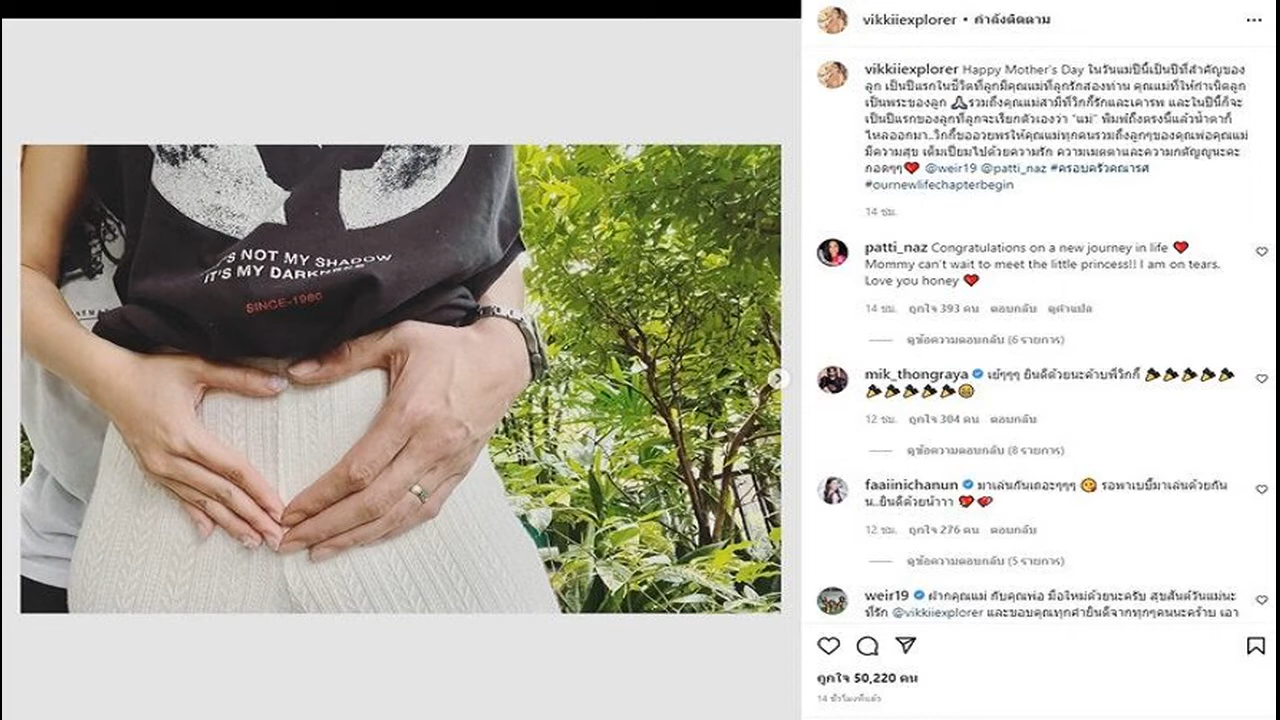 'S NOT MY SHADOW
IT'S MY DARKNESS
SINCE-1980
vikkiiexplorer • กำลังติดตาม
vikkiiexplorer Happy Mother's Day ในวันแม่ปีนี้เป็นปีที่สำคัญของ
ลูก เป็นปีแรกในชีวิตที่ลูกมีคุณแม่ที่ลูกรักสองท่าน คุณแม่ที่ให้กำเนิดลูก
เป็นพระของลูก 🙏รวมถึงคุณแม่สามีที่วิกกี้รักและเคารพ และในปีนี้ก็จะ
เป็นปีแรกของลูกที่ลูกจะเรียกตัวเองว่า "แม่" พิมพ์ถึงตรงนี้แล้วน้ำตาก็
ไหลออกมา..วิกกี้ขออวยพรให้คุณแม่ทุกคนรวมถึงลูกๆของคุณพ่อคุณแม่
มีความสุข เต็มเปี่ยมไปด้วยความรัก ความเมตตาและความกตัญญูนะคะ
กอดๆๆ❤️ @weir19 @patti_naz #ครอบครัวคณารศ
#ournewlifechapterbegin
14 ชม.
patti_naz Congratulations on a new journey in life ❤️
Mommy can't wait to meet the little princess!! I am on tears.
Love you honey ❤️
14 ชม. ถูกใจ 393 คน ตอบกลับ ดูคำแปล
ดูข้อความตอบกลับ (6 รายการ)
mik_thongraya เย้ๆๆๆ ยินดีด้วยนะค้าบพี่วิกกี้ 🎉🎉🎉🎉🎉
🎉🎉🎉🎉🎉😆
12 ชม. ถูกใจ 304 คน ตอบกลับ
ดูข้อความตอบกลับ (8 รายการ)
faaiinichanun มาเล่นกันเถอะๆๆๆ 😋 รอพาเบบี้มาเล่นด้วยกัน
น..ยินดีด้วยน้าาา 💖💕
12 ชม. ถูกใจ 276 คน ตอบกลับ
ดูข้อความตอบกลับ (5 รายการ)
weir19 ฝากคุณแม่ กับคุณพ่อ มือใหม่ด้วยนะครับ สุขสันต์วันแม่นะ
ที่รัก @vikkiiexplorer และขอบคุณทุกคำยินดีจากทุกๆคนนะคร้าบ เอา
ถูกใจ 50,220 คน
14 ชั่วโมงที่แล้ว